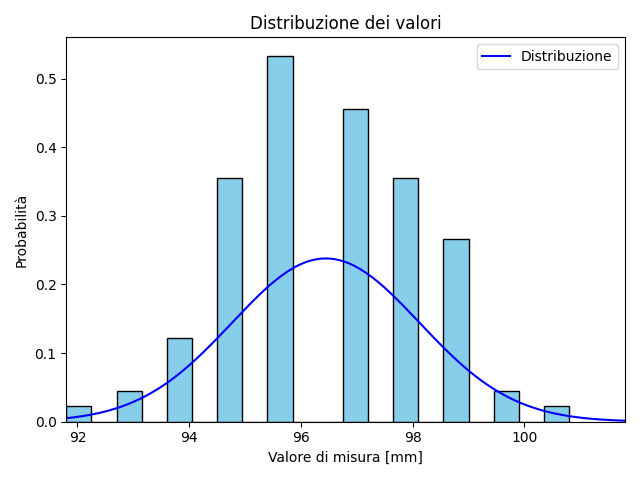 Distribuzione dei valori
Distribuzione
Probabilità
0.5
0.4
0.3
0.2
0.1
0.0
92 94 96 98 100
Valore di misura [mm]